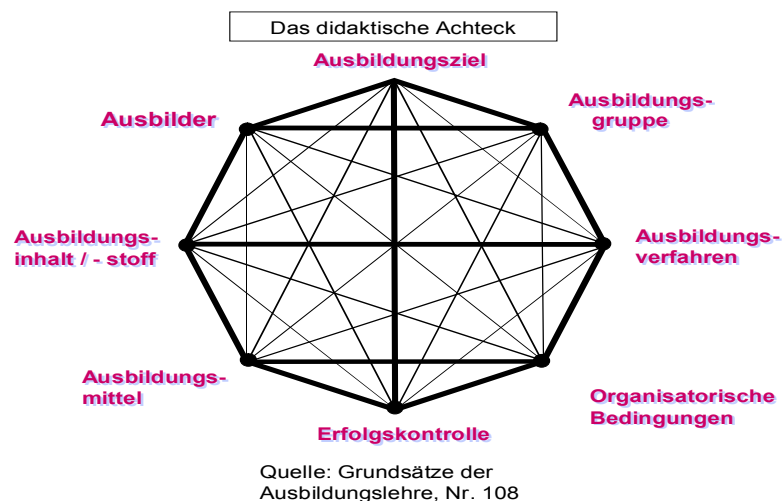 Das didaktische Achteck
Ausbildungsziel
Ausbilder
Ausbildungs-
gruppe
Ausbildungs-
inhalt / - stoff
Ausbildungs-
verfahren
Ausbildungs-
mittel
Organisatorische
Bedingungen
Erfolgskontrolle
Quelle: Grundsätze der
Ausbildungslehre, Nr. 108